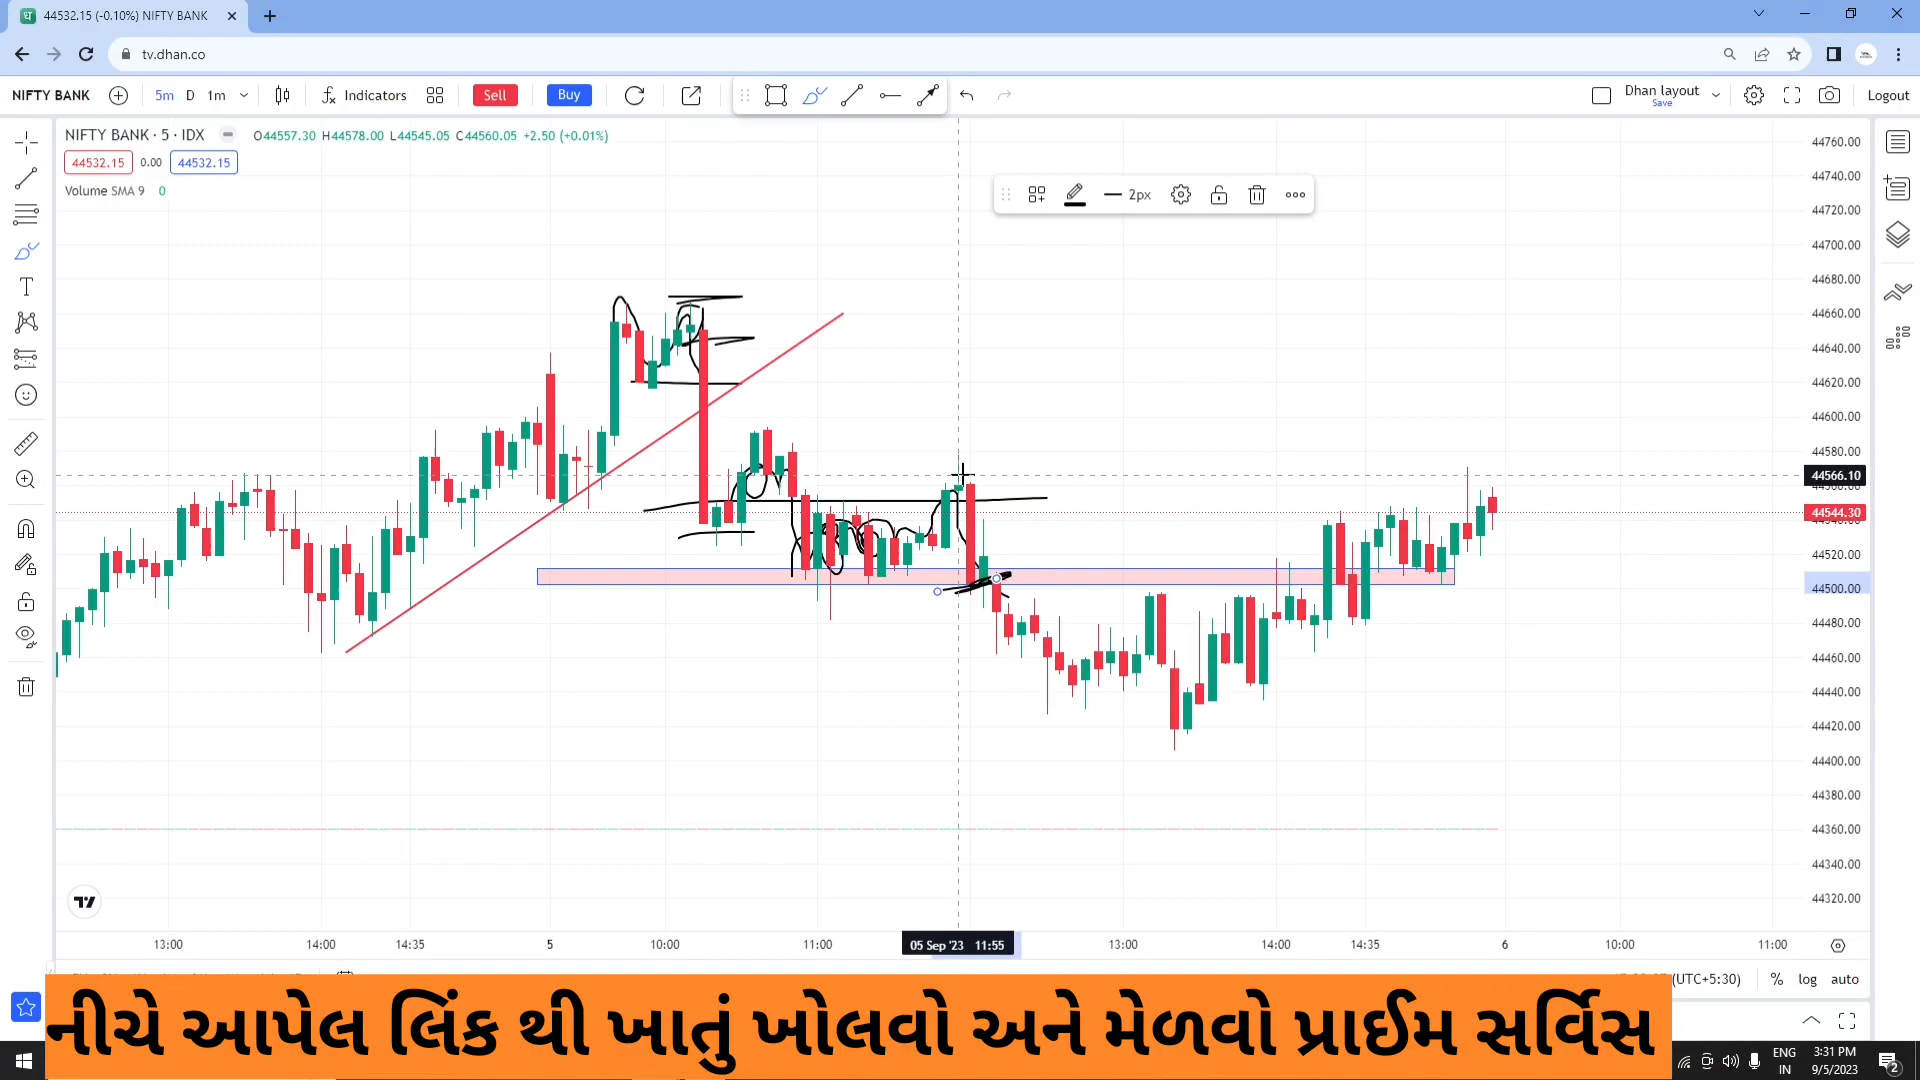 44532.15 (-0.10%) NIFTY BANK
tv.dhan.co
NIFTY BANK 5m D 1m Indicators Sell Buy Dhan layout Save Logout
NIFTY BANK · 5 · IDX O44557.30 H44578.00 L44545.05 C44560.05 +2.50 (+0.01%)
44532.15 0.00 44532.15
Volume SMA 9 0
2px
44760.00
44740.00
44720.00
44700.00
44680.00
44660.00
44640.00
44620.00
44600.00
44580.00
44566.10
44544.30
44520.00
44500.00
44480.00
44460.00
44440.00
44420.00
44400.00
44380.00
44360.00
44340.00
44320.00
13:00 14:00 14:35 5 10:00 11:00 05 Sep '23 11:55 13:00 14:00 14:35 6 10:00 11:00
(UTC+5:30) % log auto
નીચે આપેલ લિંક થી ખાતું ખોલવો અને મેળવો પ્રાઈમ સર્વિસ
ENG
IN
3:31 PM
9/5/2023
2